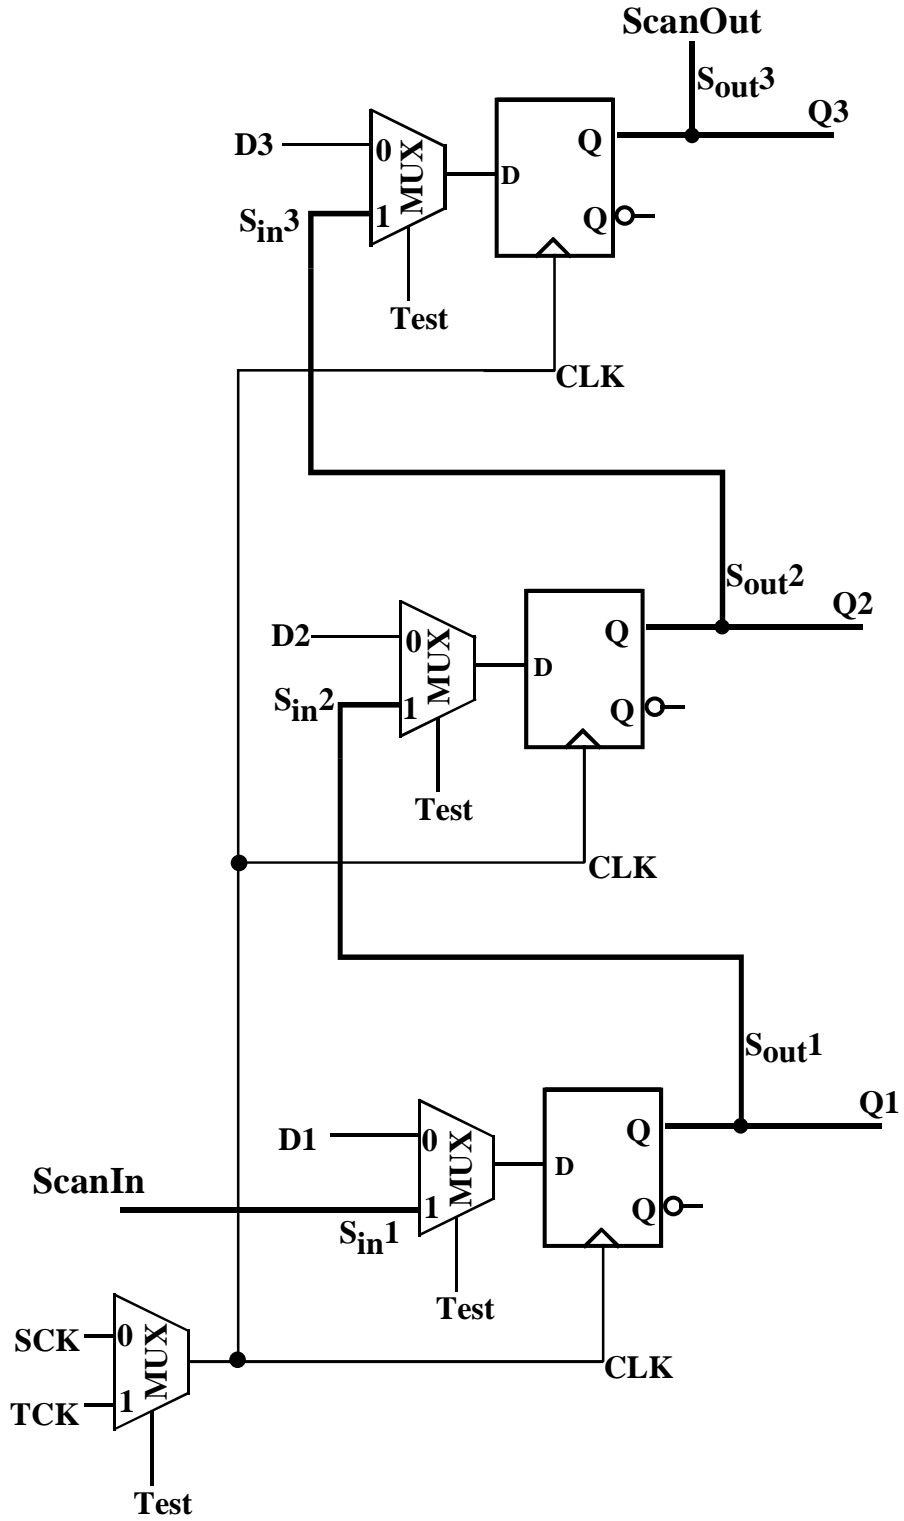 ScanOut
Sout3
Q3
D3
0
MUX
Q
D
Sin3
1
Q
Test
CLK
Sout2
Q2
D2
0
MUX
Q
D
Sin2
1
Q
Test
CLK
Sout1
Q1
D1
0
MUX
Q
D
ScanIn
1
Q
Sin1
Test
SCK
0
MUX
CLK
TCK
1
Test